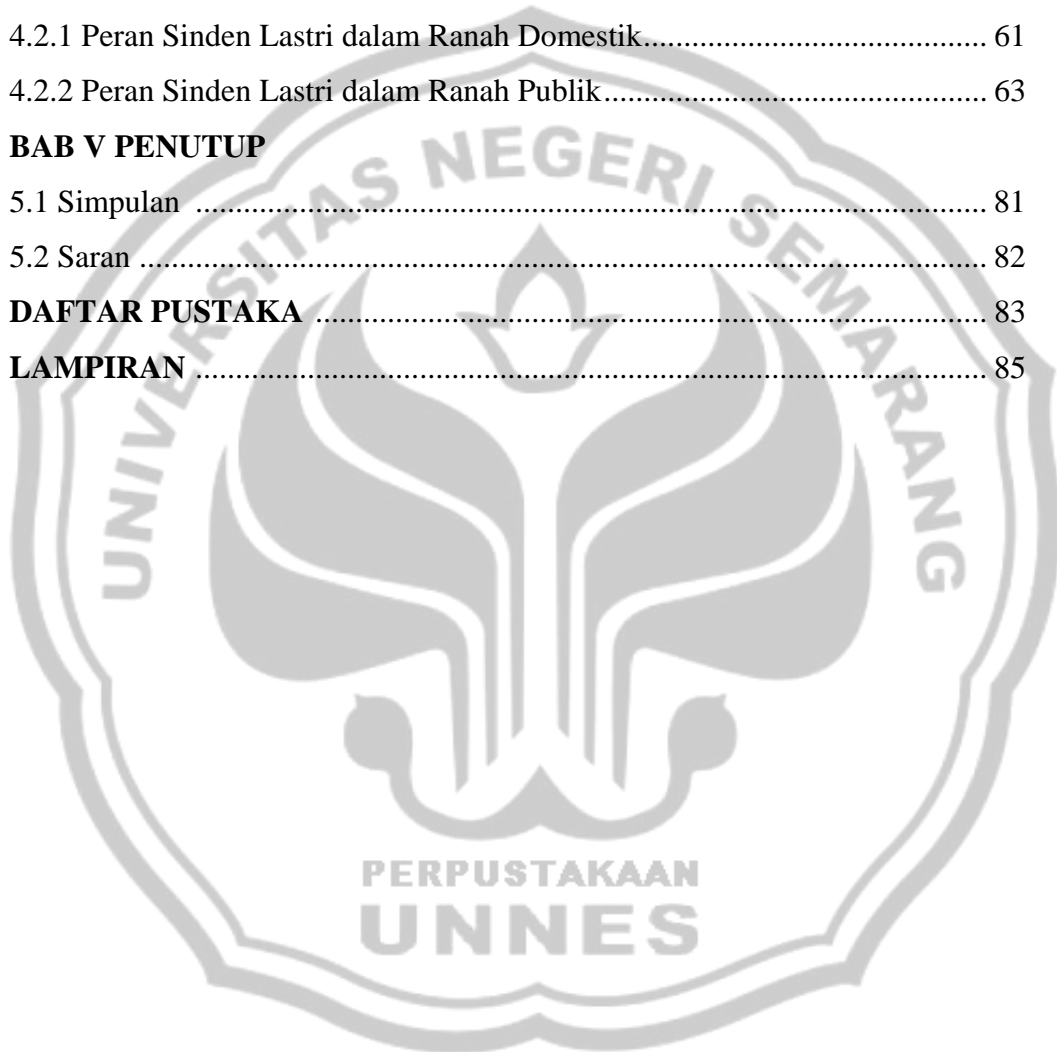 4.2.1 Peran Sinden Lastri dalam Ranah Domestik........................................... 61
4.2.2 Peran Sinden Lastri dalam Ranah Publik................................................ 63
BAB V PENUTUP
5.1 Simpulan ................................................................................................... 81
5.2 Saran .......................................................................................................... 82
DAFTAR PUSTAKA .................................................................................... 83
LAMPIRAN ................................................................................................... 85
UNIVERSITAS NEGERI SEMARANG
PERPUSTAKAAN
UNNES